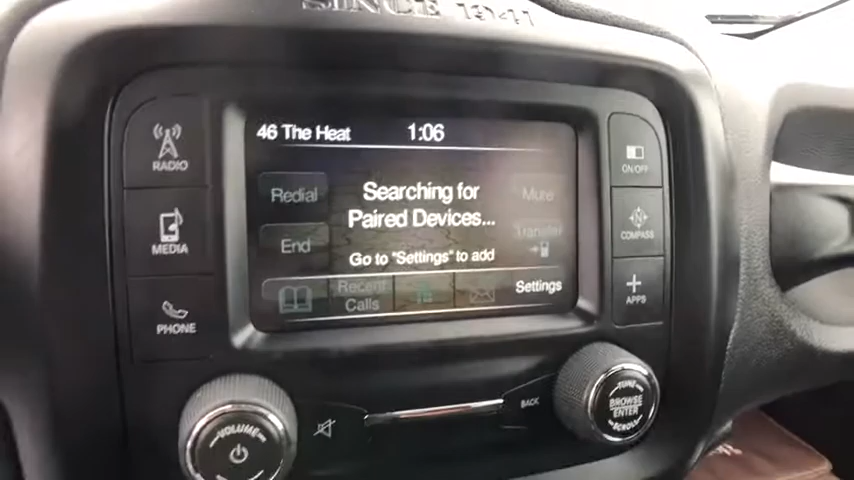 SINCE 1941
46 The Heat 1:06
RADIO
MEDIA
PHONE
Redial
End
Searching for
Paired Devices...
Go to "Settings" to add
Mute
Transfer
Recent
Calls
Settings
ON/OFF
COMPASS
APPS
VOLUME
BACK
TUNE
BROWSE
ENTER
SCROLL